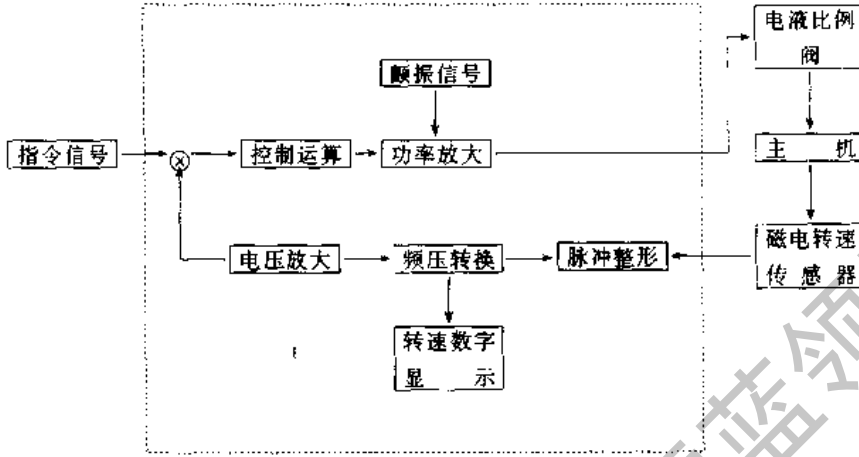 电液比例
阀
颤振信号
指令信号
控制运算
功率放大
主 机
电压放大
频压转换
脉冲整形
磁电转速
传感器
转速数字
显 示
蓝领